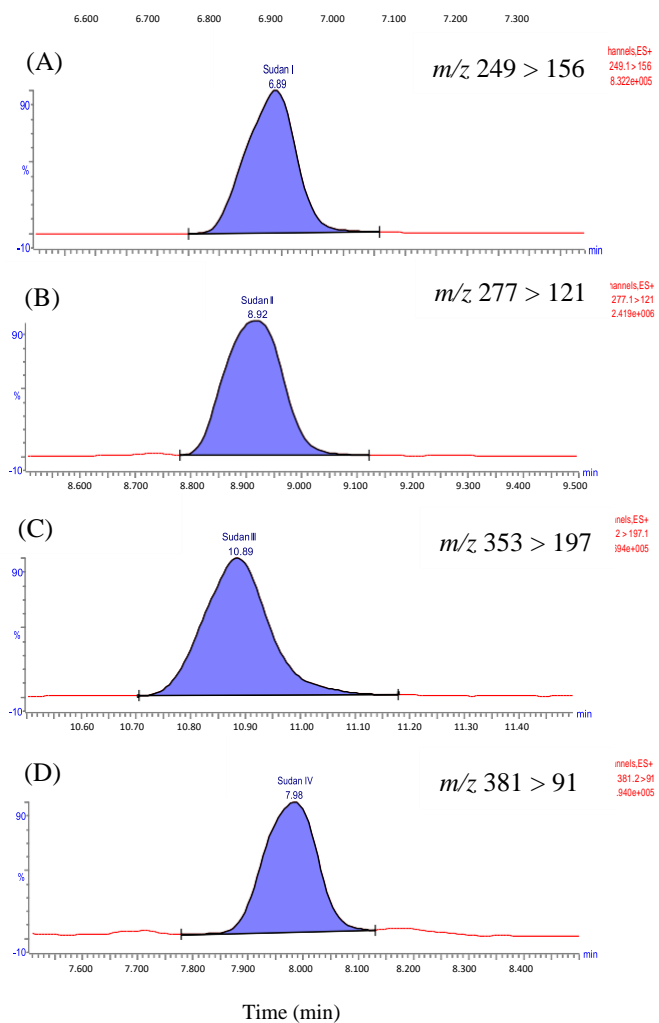 6.600 6.700 6.800 6.900 7.000 7.100 7.200 7.300
(A)
Sudan I
6.89
m/z 249 > 156
hannels,ES+
249.1 > 156
8.322e+005
90
%
-10
min
(B)
Sudan II
8.92
m/z 277 > 121
hannels,ES+
277.1 > 121
2.419e+006
90
%
-10
min
8.600 8.700 8.800 8.900 9.000 9.100 9.200 9.300 9.400 9.500
(C)
Sudan III
10.89
m/z 353 > 197
nnels,ES+
2 > 197.1
694e+005
90
%
-10
min
10.60 10.70 10.80 10.90 11.00 11.10 11.20 11.30 11.40
(D)
Sudan IV
7.98
m/z 381 > 91
nnels,ES+
381.2 > 91
.940e+005
90
%
-10
min
7.600 7.700 7.800 7.900 8.000 8.100 8.200 8.300 8.400
Time (min)